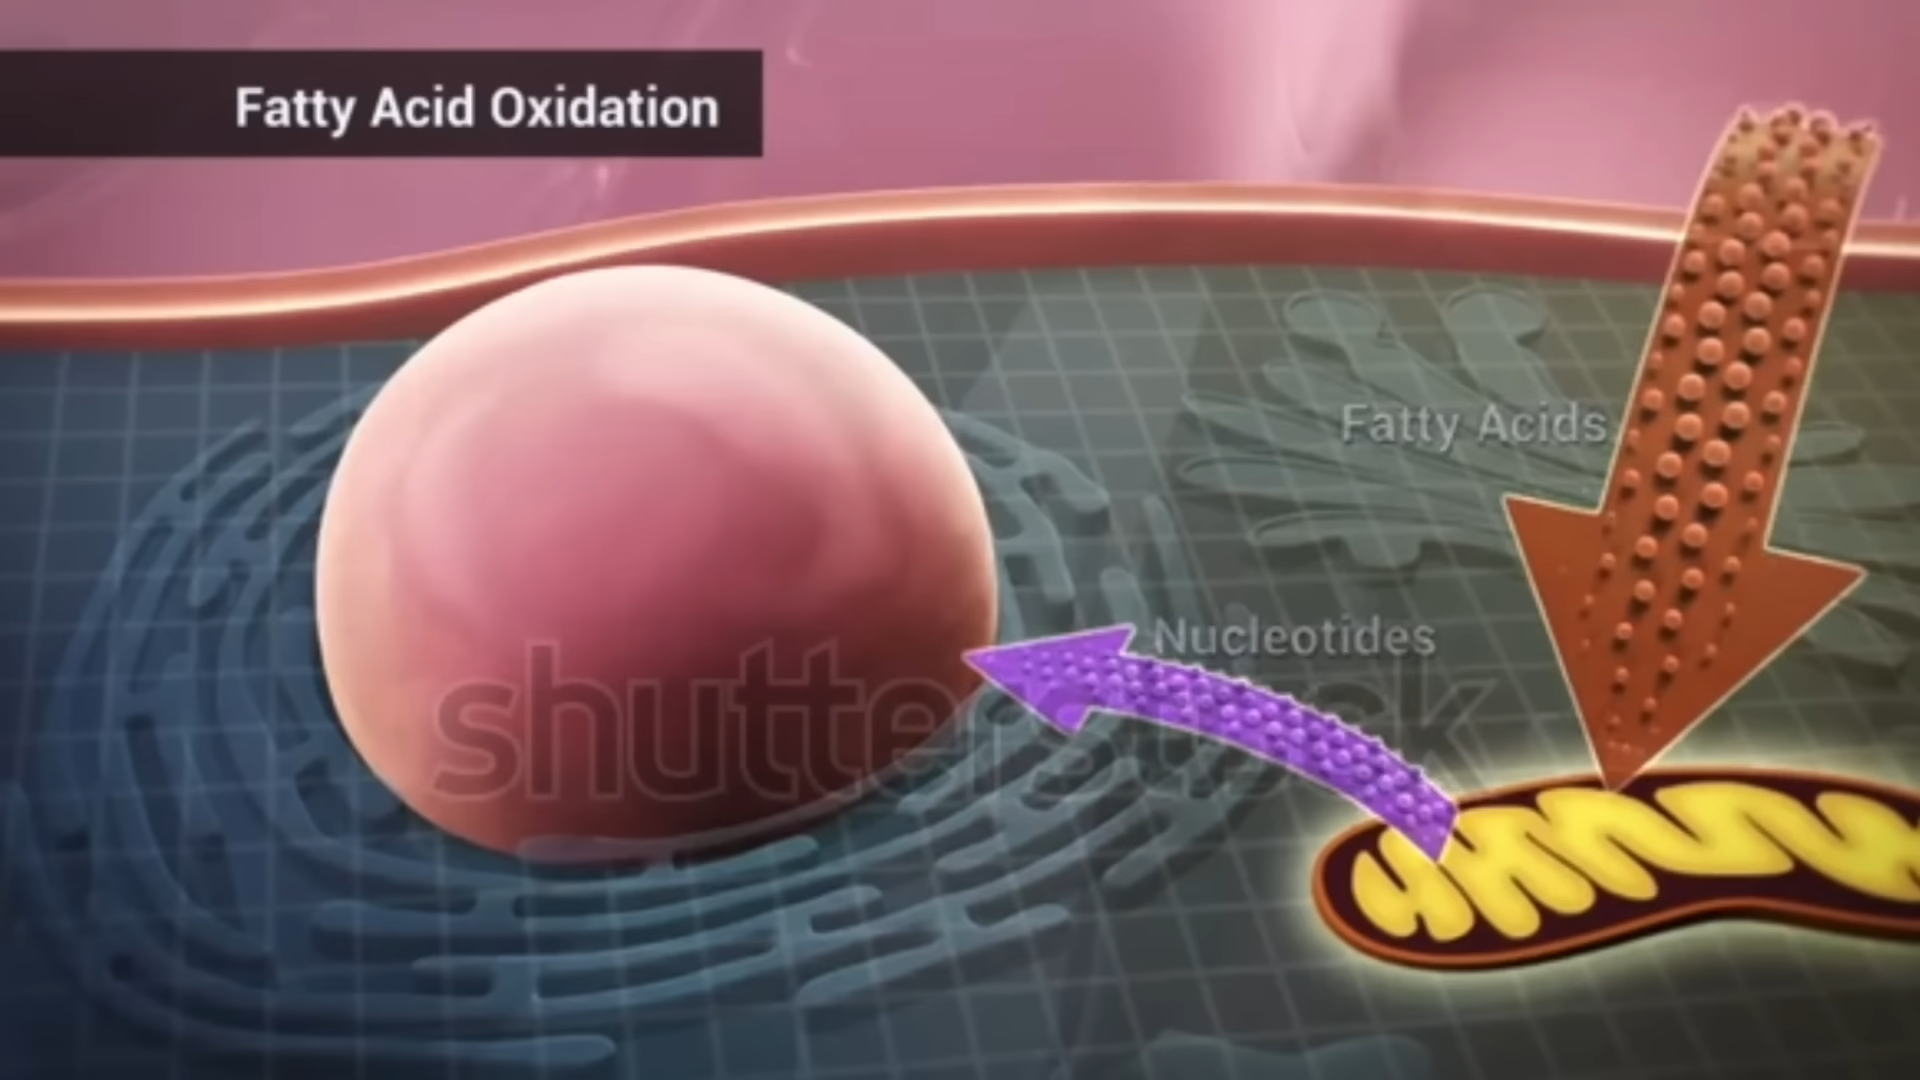 Fatty Acid Oxidation
Fatty Acids
Nucleotides
shutterstock